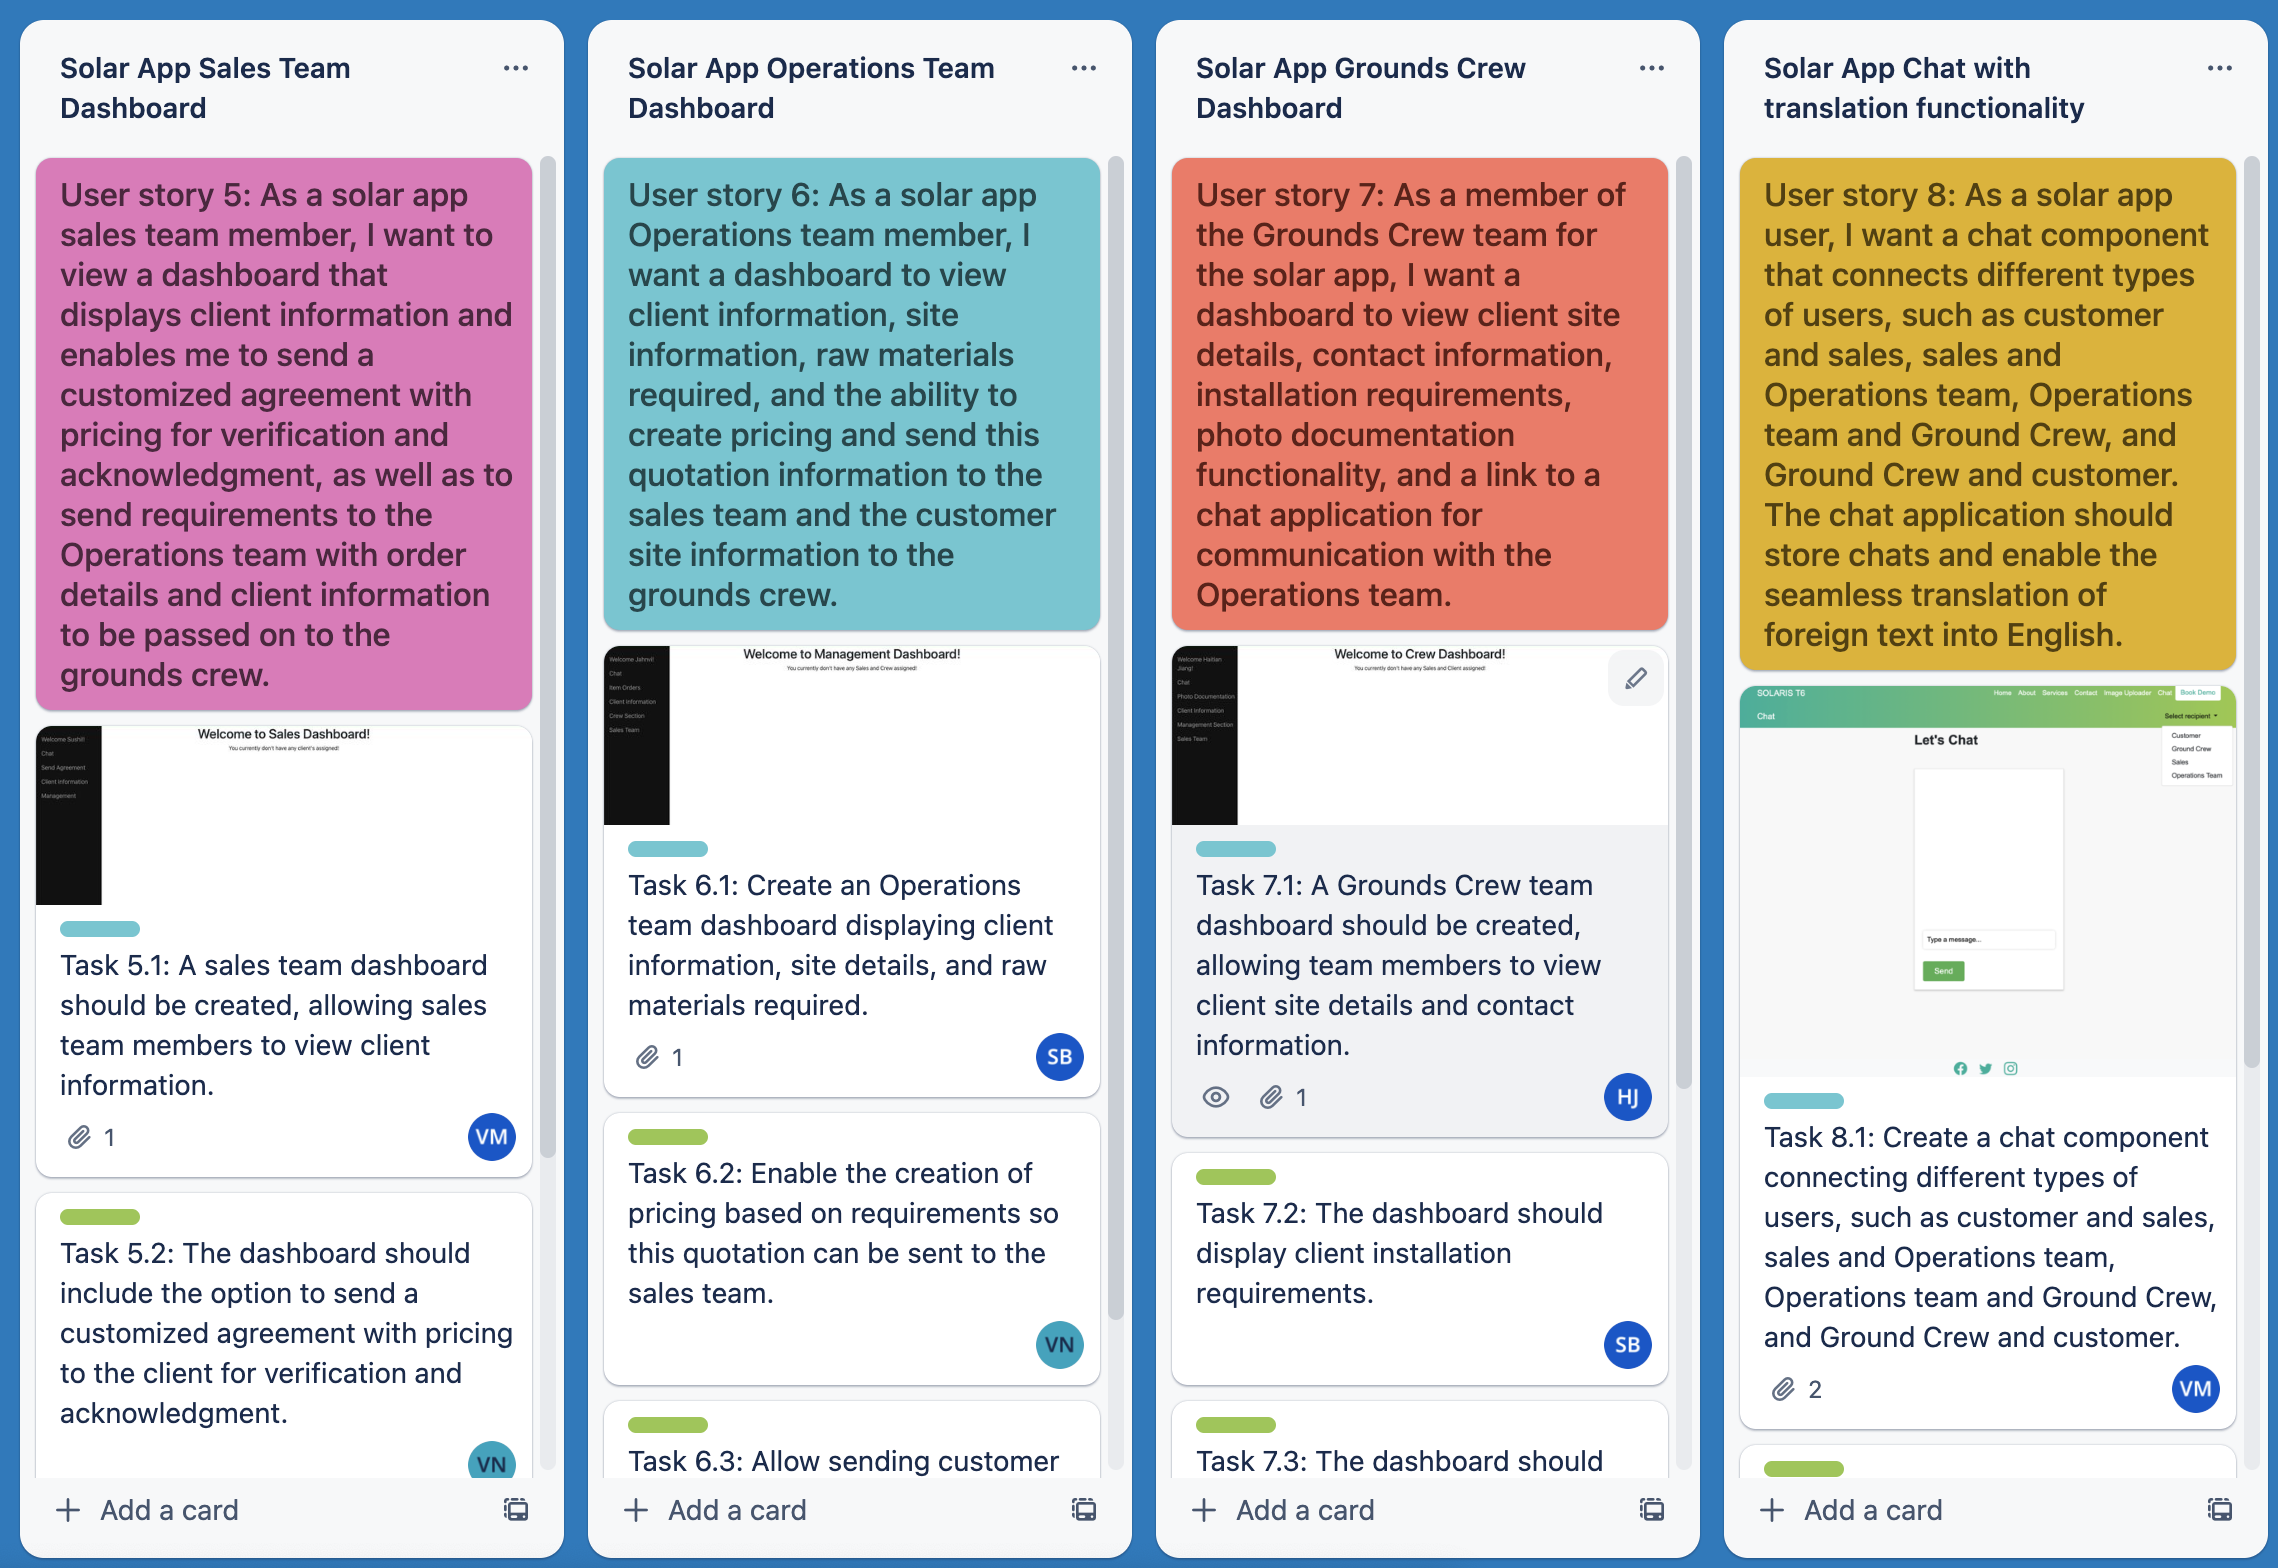 Solar App Sales Team
Dashboard
User story 5: As a solar app
sales team member, I want to
view a dashboard that
displays client information and
enables me to send a
customized agreement with
pricing for verification and
acknowledgment, as well as to
send requirements to the
Operations team with order
details and client information
to be passed on to the
grounds crew.
Welcome Sushil!
Chat
Send Agreement
Client Information
Management
Welcome to Sales Dashboard!
You currently don't have any client's assigned!
Task 5.1: A sales team dashboard
should be created, allowing sales
team members to view client
information.
1
VM
Task 5.2: The dashboard should
include the option to send a
customized agreement with pricing
to the client for verification and
acknowledgment.
VN
Add a card
Solar App Operations Team
Dashboard
User story 6: As a solar app
Operations team member, I
want a dashboard to view
client information, site
information, raw materials
required, and the ability to
create pricing and send this
quotation information to the
sales team and the customer
site information to the
grounds crew.
Welcome Jahnvi!
Chat
Item Orders
Client Information
Crew Section
Sales Team
Welcome to Management Dashboard!
You currently don't have any Sales and Crew assigned!
Task 6.1: Create an Operations
team dashboard displaying client
information, site details, and raw
materials required.
1
SB
Task 6.2: Enable the creation of
pricing based on requirements so
this quotation can be sent to the
sales team.
VN
Task 6.3: Allow sending customer
Add a card
Solar App Grounds Crew
Dashboard
User story 7: As a member of
the Grounds Crew team for
the solar app, I want a
dashboard to view client site
details, contact information,
installation requirements,
photo documentation
functionality, and a link to a
chat application for
communication with the
Operations team.
Welcome Haitian
Jiang!
Chat
Photo Documentation
Client Information
Management Section
Sales Team
Welcome to Crew Dashboard!
You currently don't have any Sales and Client assigned!
Task 7.1: A Grounds Crew team
dashboard should be created,
allowing team members to view
client site details and contact
information.
1
HJ
Task 7.2: The dashboard should
display client installation
requirements.
SB
Task 7.3: The dashboard should
Add a card
Solar App Chat with
translation functionality
User story 8: As a solar app
user, I want a chat component
that connects different types
of users, such as customer
and sales, sales and
Operations team, Operations
team and Ground Crew, and
Ground Crew and customer.
The chat application should
store chats and enable the
seamless translation of
foreign text into English.
SOLARIS T6
Home About Services Contact Image Uploader Chat Book Demo
Chat
Select recipient
Customer
Ground Crew
Sales
Operations Team
Let's Chat
Type a message...
Send
Task 8.1: Create a chat component
connecting different types of
users, such as customer and sales,
sales and Operations team,
Operations team and Ground Crew,
and Ground Crew and customer.
2
VM
Add a card